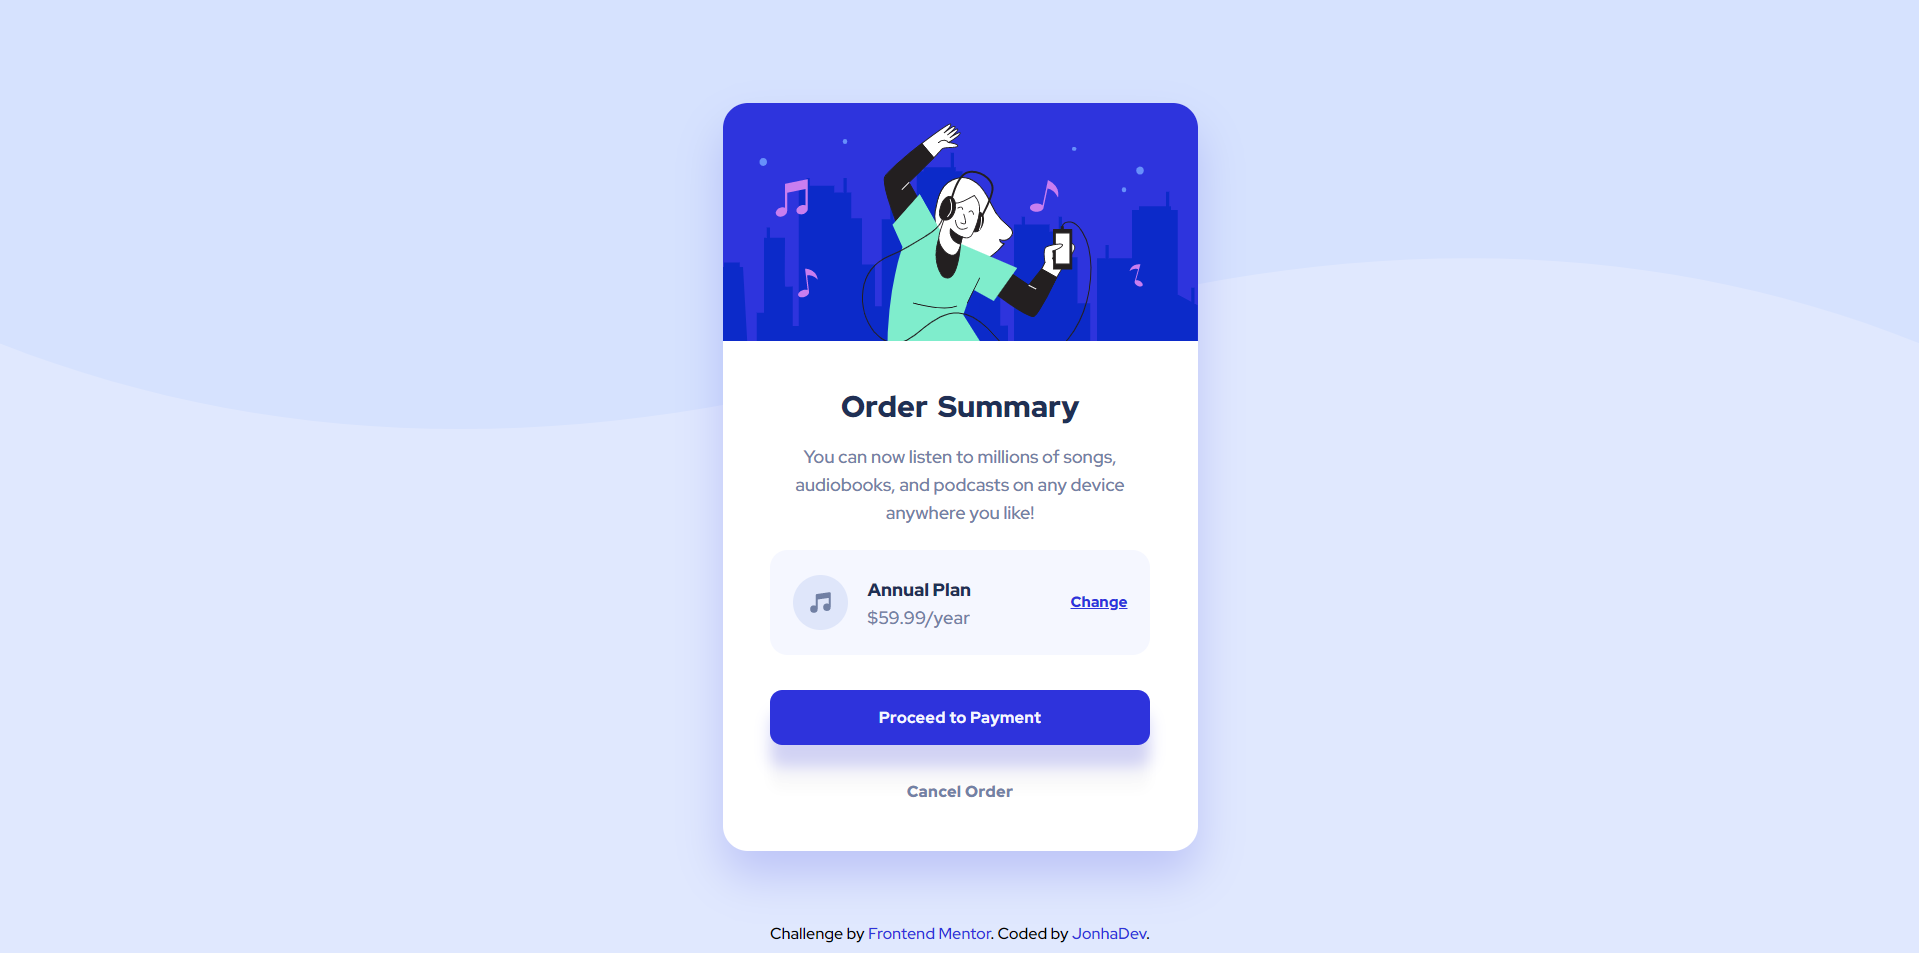 Order Summary
You can now listen to millions of songs,
audiobooks, and podcasts on any device
anywhere you like!
Annual Plan
$59.99/year
Change
Proceed to Payment
Cancel Order
Challenge by Frontend Mentor. Coded by JonhaDev.